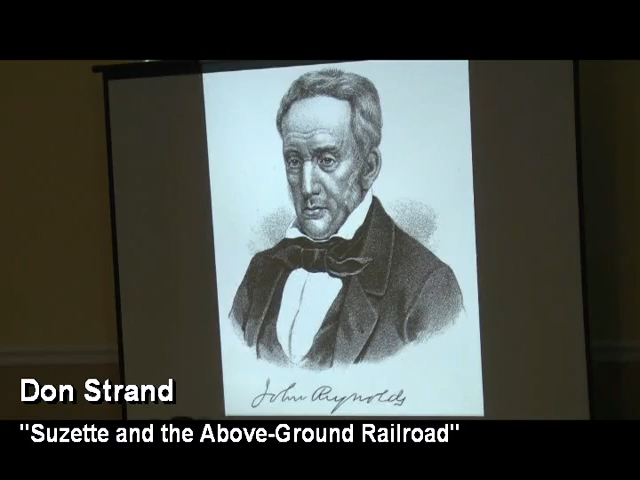 John Reynolds
Don Strand
"Suzette and the Above-Ground Railroad"